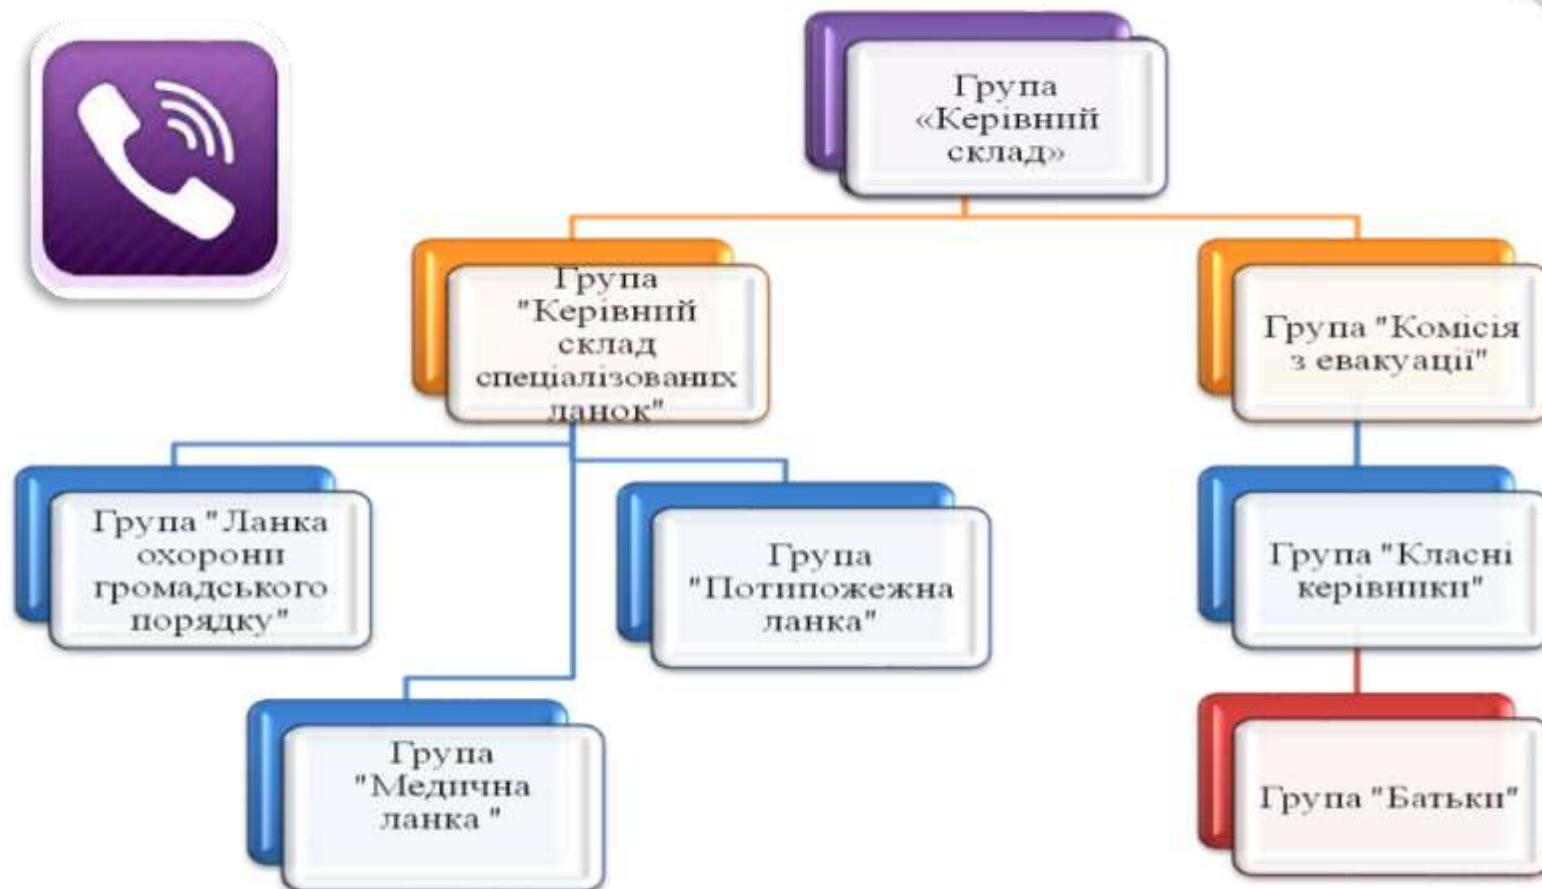 Група
«Керівний
склад»
Група
"Керівний
склад
спеціалізованих
ланок"
Група "Комісія
з евакуації"
Група "Ланка
охорони
громадського
порядку"
Група
"Потипожежна
ланка"
Група "Класні
керівники"
Група
"Медична
ланка "
Група "Батьки"